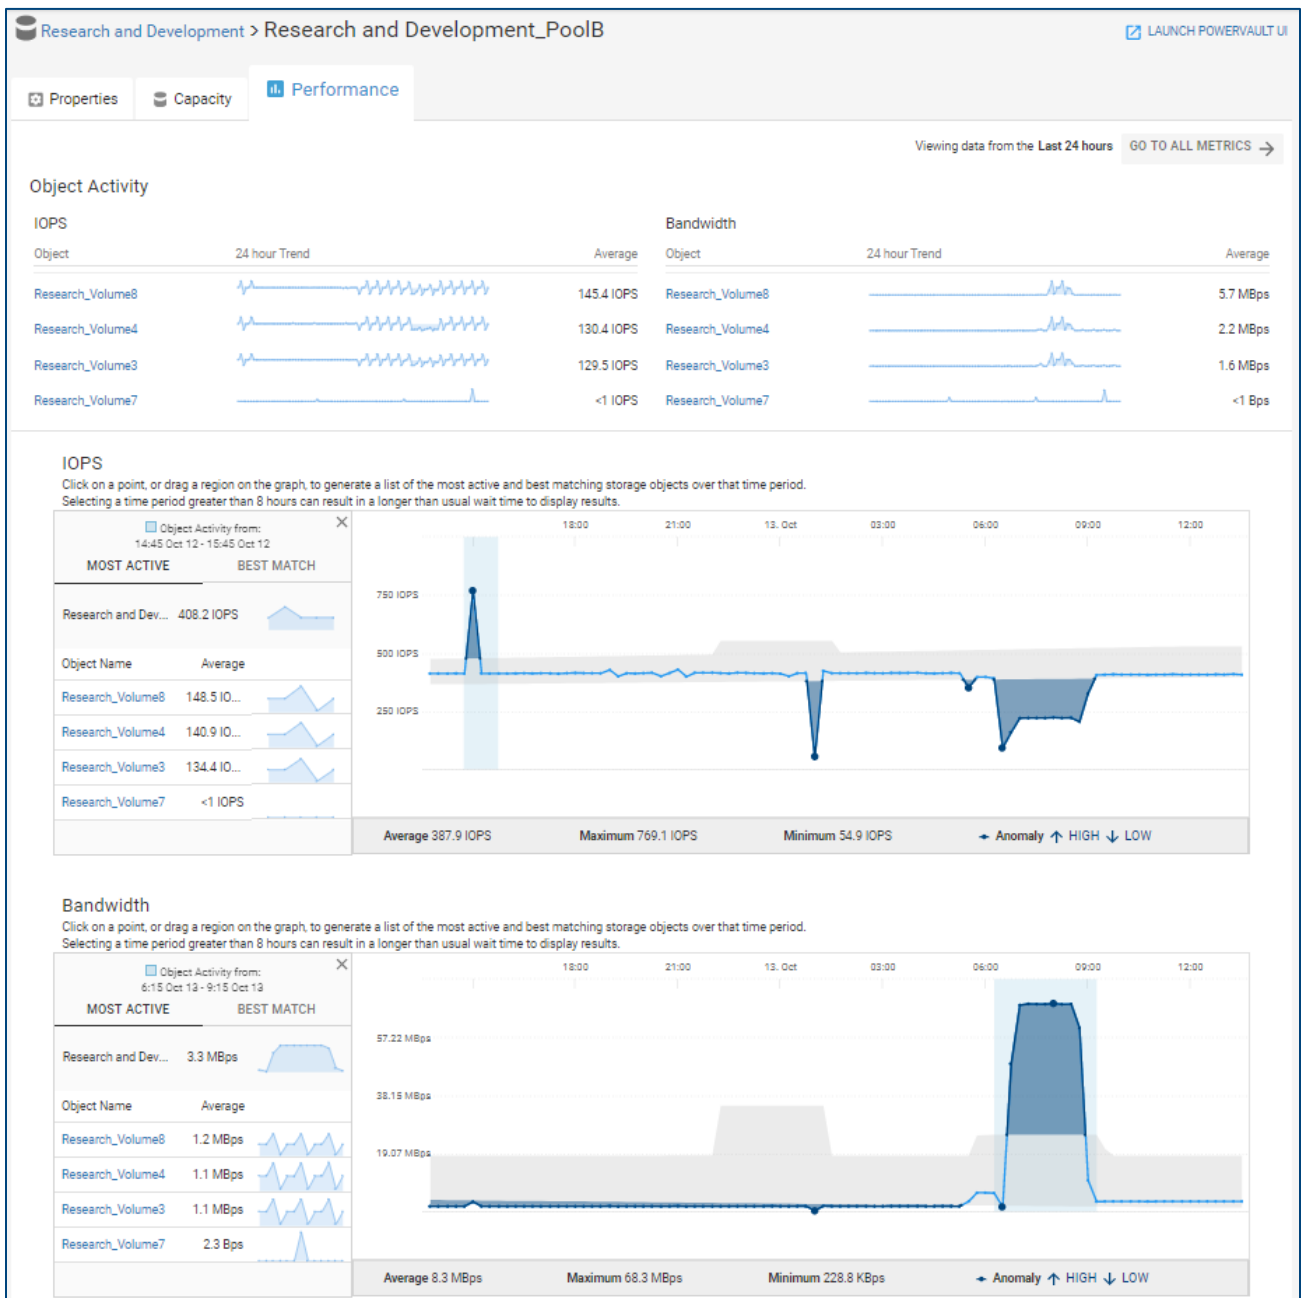 Research and Development > Research and Development_PoolB
LAUNCH POWERVAULT UI
Properties
Capacity
Performance
Viewing data from the Last 24 hours GO TO ALL METRICS →
Object Activity
IOPS
Object 24 hour Trend Average
Research_Volume8 145.4 IOPS
Research_Volume4 130.4 IOPS
Research_Volume3 129.5 IOPS
Research_Volume7 <1 IOPS
Bandwidth
Object 24 hour Trend Average
Research_Volume8 5.7 MBps
Research_Volume4 2.2 MBps
Research_Volume3 1.6 MBps
Research_Volume7 <1 Bps
IOPS
Click on a point, or drag a region on the graph, to generate a list of the most active and best matching storage objects over that time period.
Selecting a time period greater than 8 hours can result in a longer than usual wait time to display results.
Object Activity from:
14:45 Oct 12 - 15:45 Oct 12
MOST ACTIVE BEST MATCH
Research and Dev... 408.2 IOPS
Object Name Average
Research_Volume8 148.5 IO...
Research_Volume4 140.9 IO...
Research_Volume3 134.4 IO...
Research_Volume7 <1 IOPS
18:00 21:00 13. Oct 03:00 06:00 09:00 12:00
750 IOPS
500 IOPS
250 IOPS
Average 387.9 IOPS Maximum 769.1 IOPS Minimum 54.9 IOPS Anomaly ↑ HIGH ↓ LOW
Bandwidth
Click on a point, or drag a region on the graph, to generate a list of the most active and best matching storage objects over that time period.
Selecting a time period greater than 8 hours can result in a longer than usual wait time to display results.
Object Activity from:
6:15 Oct 13 - 9:15 Oct 13
MOST ACTIVE BEST MATCH
Research and Dev... 3.3 MBps
Object Name Average
Research_Volume8 1.2 MBps
Research_Volume4 1.1 MBps
Research_Volume3 1.1 MBps
Research_Volume7 2.3 Bps
18:00 21:00 13. Oct 03:00 06:00 09:00 12:00
57.22 MBps
38.15 MBps
19.07 MBps
Average 8.3 MBps Maximum 68.3 MBps Minimum 228.8 KBps Anomaly ↑ HIGH ↓ LOW